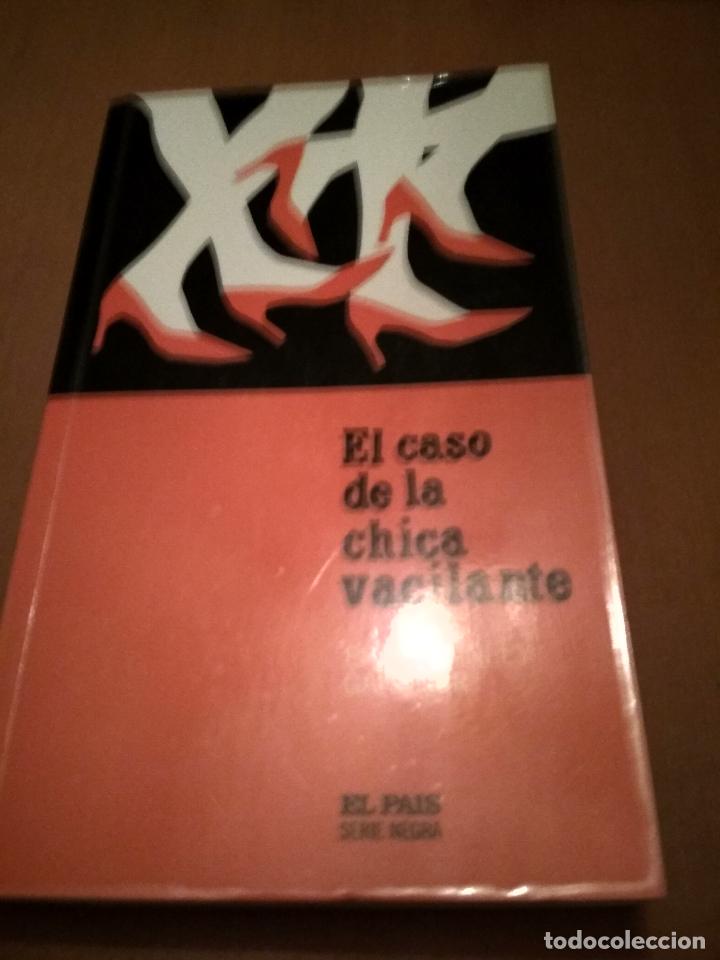 El caso
de la
chica
vacilante
EL PAIS
SERIE NEGRA
todocoleccion